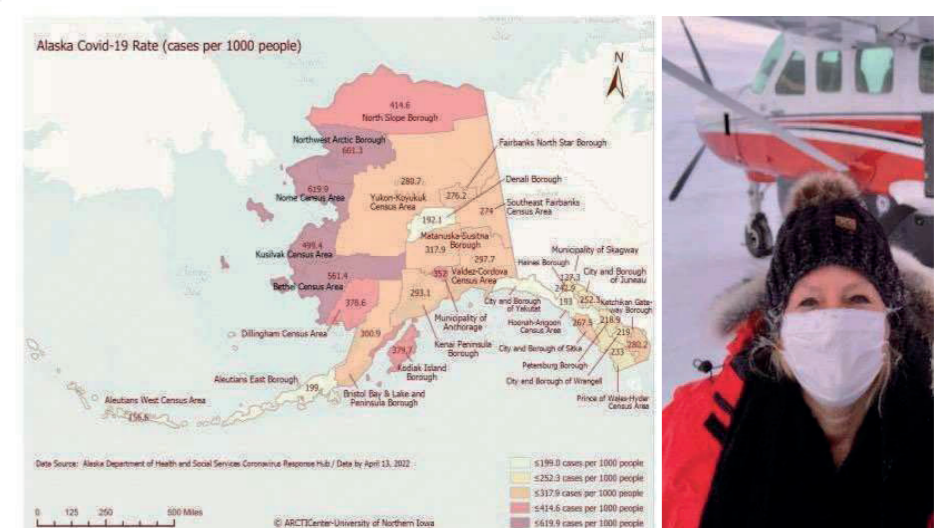 Alaska Covid-19 Rate (cases per 1000 people)
N
414.6
North Slope Borough
Northwest Arctic Borough
601.3
Fairbanks North Star Borough
619.9
Nome Census Area
280.7
Yukon-Koyukuk
Census Area
276.2
Denali Borough
274
Southeast Fairbanks
Census Area
192.1
Matanuska-Susitna
Borough
317.9
297.7
499.4
Kusilvak Census Area
561.4
Bethel Census Area
352
Valdez-Cordova
Census Area
Municipality of Skagway
Haines Borough
City and Borough
of Juneau
378.6
293.1
City and Borough
of Yakutat
193
252.3
Ketchikan Gate-
way Borough
Dillingham Census Area
Municipality of
Anchorage
Hoonah-Angoon
Census Area
267.5
218.9
219
300.9
379.7
Kenai Peninsula
Borough
City and Borough of Sitka
280.2
233
Kodiak Island
Borough
Petersburg Borough
Aleutians East Borough
199
City and Borough of Wrangell
Aleutians West Census Area
Bristol Bay & Lake and
Peninsula Borough
Prince of Wales-Hyder
Census Area
Data Source: Alaska Department of Health and Social Services Coronavirus Response Hub / Data by April 13, 2022
≤199.0 cases per 1000 people
≤252.3 cases per 1000 people
≤317.9 cases per 1000 people
≤414.6 cases per 1000 people
≤619.9 cases per 1000 people
0 125 250 500 Miles
© ARCTICenter-University of Northern Iowa